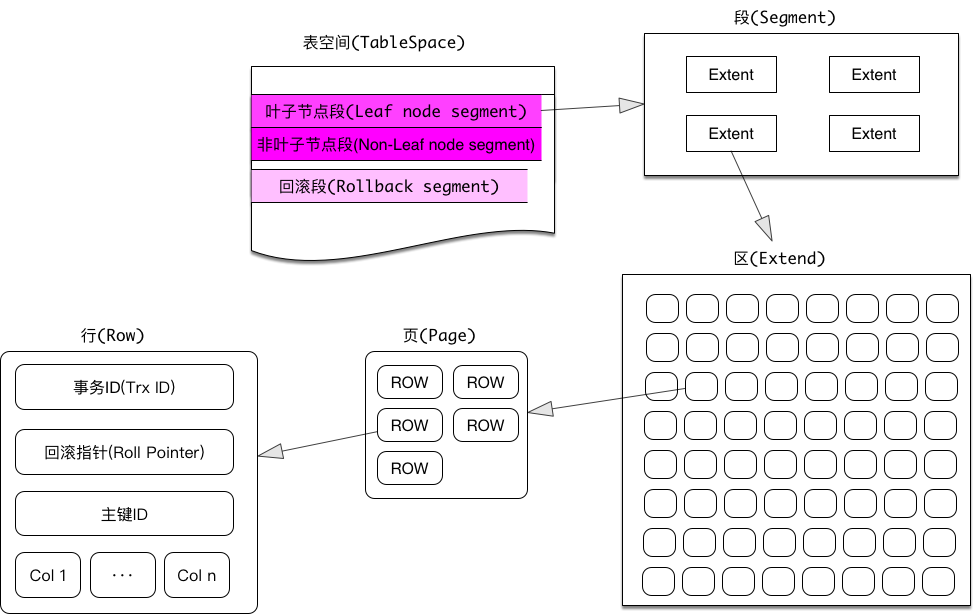 表空间(TableSpace)
叶子节点段(Leaf node segment)
非叶子节点段(Non-Leaf node segment)
回滚段(Rollback segment)
段(Segment)
Extent
Extent
Extent
Extent
区(Extend)
页(Page)
ROW
ROW
ROW
ROW
ROW
行(Row)
事务ID(Trx ID)
回滚指针(Roll Pointer)
主键ID
Col 1
···
Col n